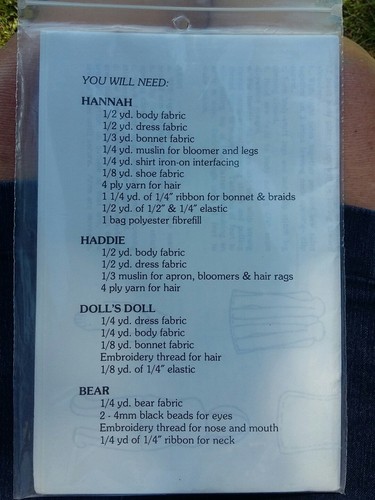 YOU WILL NEED:
HANNAH
1/2 yd. body fabric
1/2 yd. dress fabric
1/3 yd. bonnet fabric
1/4 yd. muslin for bloomer and legs
1/4 yd. shirt iron-on interfacing
1/8 yd. shoe fabric
4 ply yarn for hair
1 1/4 yd. of 1/4" ribbon for bonnet & braids
1/2 yd. of 1/2" & 1/4" elastic
1 bag polyester fibrefill
HADDIE
1/2 yd. body fabric
1/2 yd. dress fabric
1/3 muslin for apron, bloomers & hair rags
4 ply yarn for hair
DOLL'S DOLL
1/4 yd. dress fabric
1/4 yd. body fabric
1/8 yd. bonnet fabric
Embroidery thread for hair
1/8 yd. of 1/4" elastic
BEAR
1/4 yd. bear fabric
2 - 4mm black beads for eyes
Embroidery thread for nose and mouth
1/4 yd of 1/4" ribbon for neck